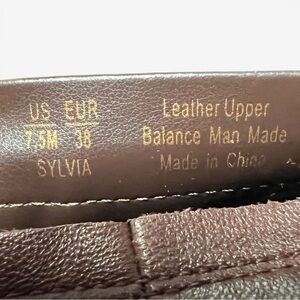 US EUR
7.5M 38
SYLVIA
Leather Upper
Balance Man Made
Made in China